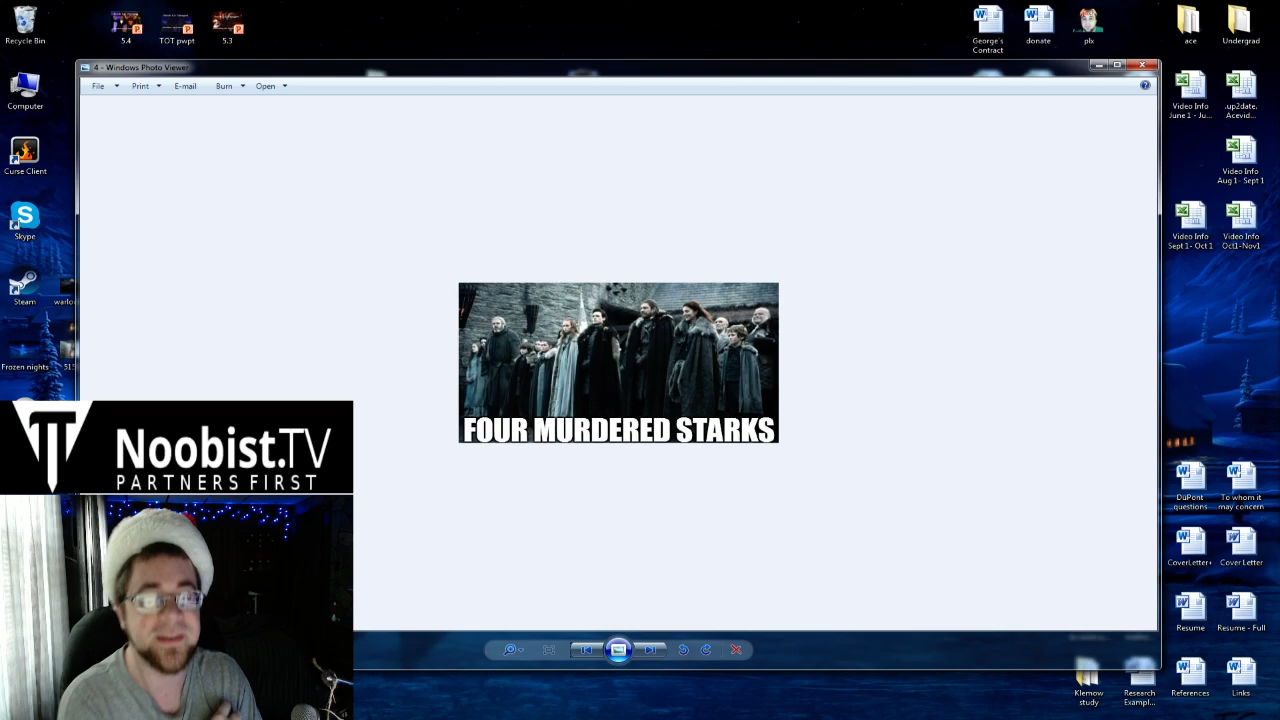 Recycle Bin
5.4
TOT pwpt
5.3
George's
Contract
donate
plx
ace
Undergrad
4 - Windows Photo Viewer
File
Print
E-mail
Burn
Open
Computer
Video Info
June 1 - Ju...
.up2date.
Acevid...
Curse Client
Video Info
Aug 1 - Sept 1
Skype
Video Info
Sept 1 - Oct 1
Video Info
Oct1-Nov1
Steam
warlo
Frozen nights
FOUR MURDERED STARKS
Noobist.TV
PARTNERS FIRST
DuPont
questions
To whom it
may concern
CoverLetter+
Cover Letter
Resume
Resume - Full
Klemow
study
Research
Exampl...
References
Links